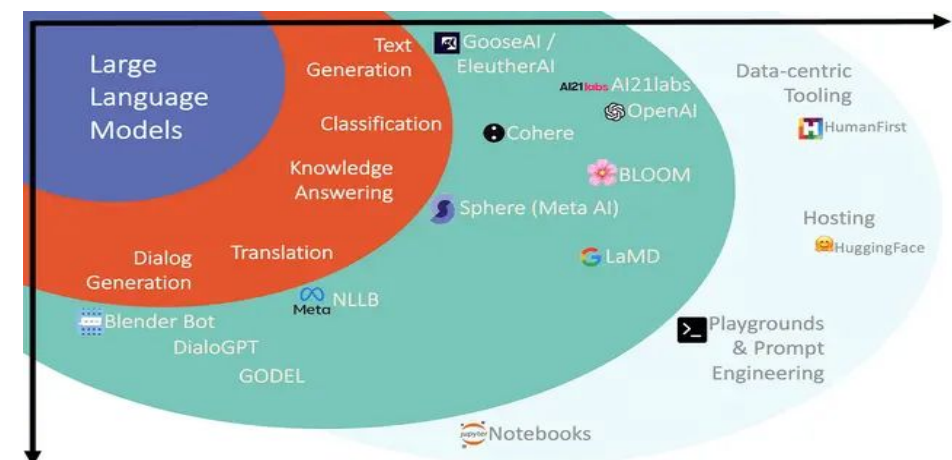 Large
Language
Models
Text
Generation
Classification
Knowledge
Answering
Translation
Dialog
Generation
GooseAI /
EleutherAI
AI21labs AI21labs
OpenAI
Cohere
BLOOM
Sphere (Meta AI)
LaMD
Meta NLLB
Blender Bot
DialoGPT
GODEL
Data-centric
Tooling
HumanFirst
Hosting
HuggingFace
Playgrounds
& Prompt
Engineering
jupyter Notebooks